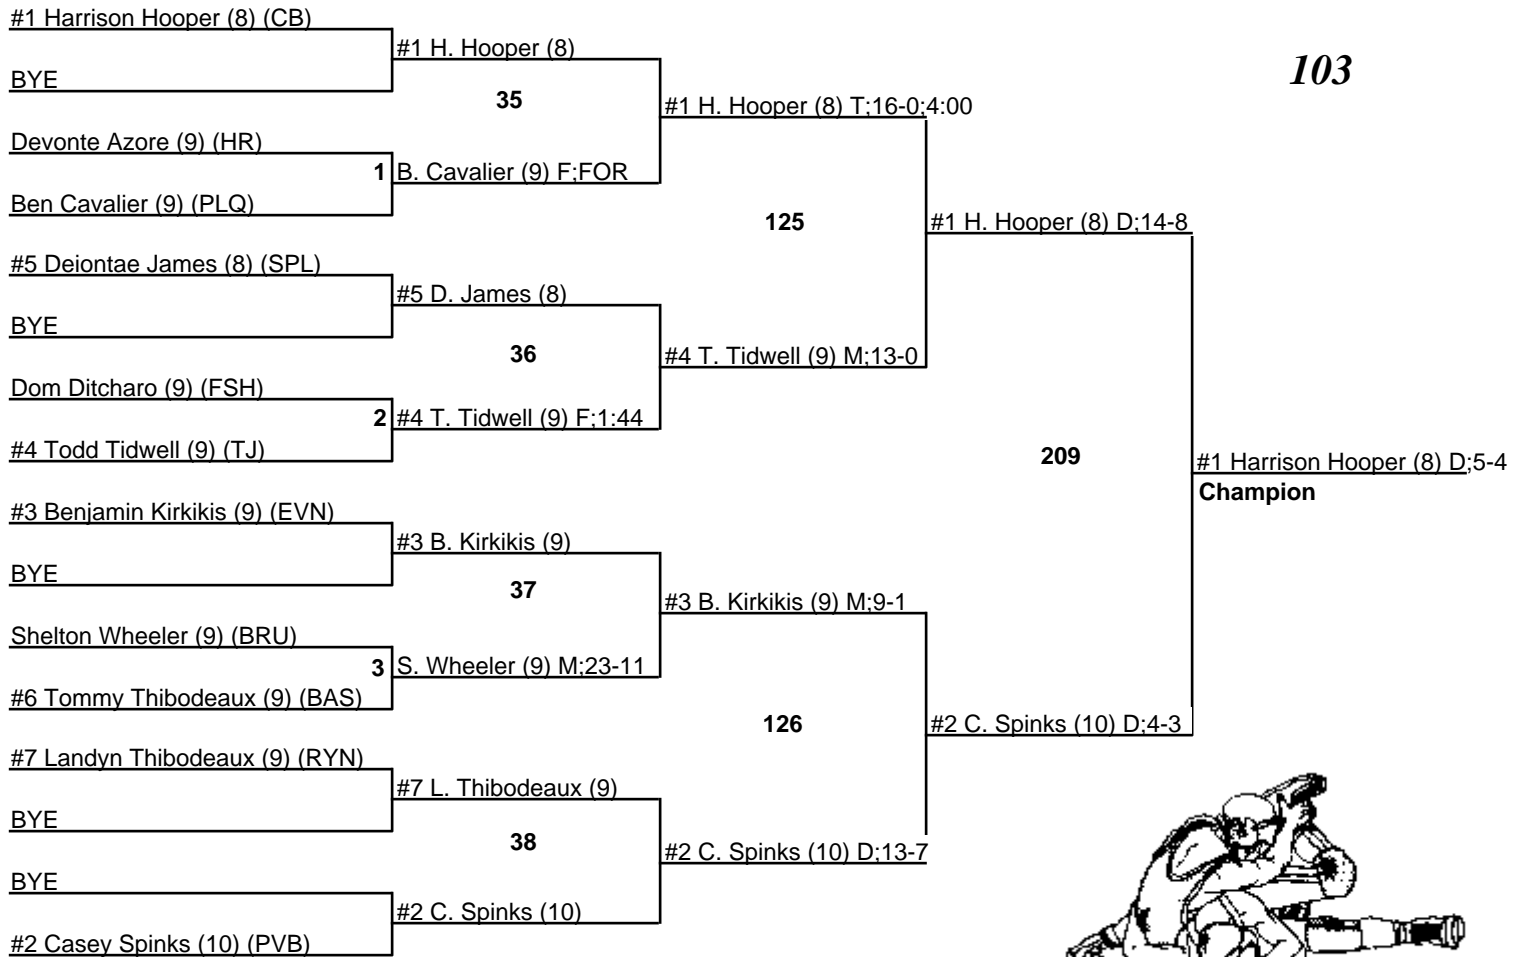 #1 Harrison Hooper (8) (CB)
#1 H. Hooper (8)
103
BYE
35
#1 H. Hooper (8) T;16-0;4:00
Devonte Azore (9) (HR)
1
B. Cavalier (9) F;FOR
Ben Cavalier (9) (PLQ)
125
#1 H. Hooper (8) D;14-8
#5 Deiontae James (8) (SPL)
#5 D. James (8)
BYE
36
#4 T. Tidwell (9) M;13-0
Dom Ditcharo (9) (FSH)
2
#4 T. Tidwell (9) F;1:44
#4 Todd Tidwell (9) (TJ)
209
#1 Harrison Hooper (8) D;5-4
Champion
#3 Benjamin Kirkikis (9) (EVN)
#3 B. Kirkikis (9)
BYE
37
#3 B. Kirkikis (9) M;9-1
Shelton Wheeler (9) (BRU)
3
S. Wheeler (9) M;23-11
#6 Tommy Thibodeaux (9) (BAS)
126
#2 C. Spinks (10) D;4-3
#7 Landyn Thibodeaux (9) (RYN)
#7 L. Thibodeaux (9)
BYE
38
#2 C. Spinks (10) D;13-7
BYE
#2 C. Spinks (10)
#2 Casey Spinks (10) (PVB)